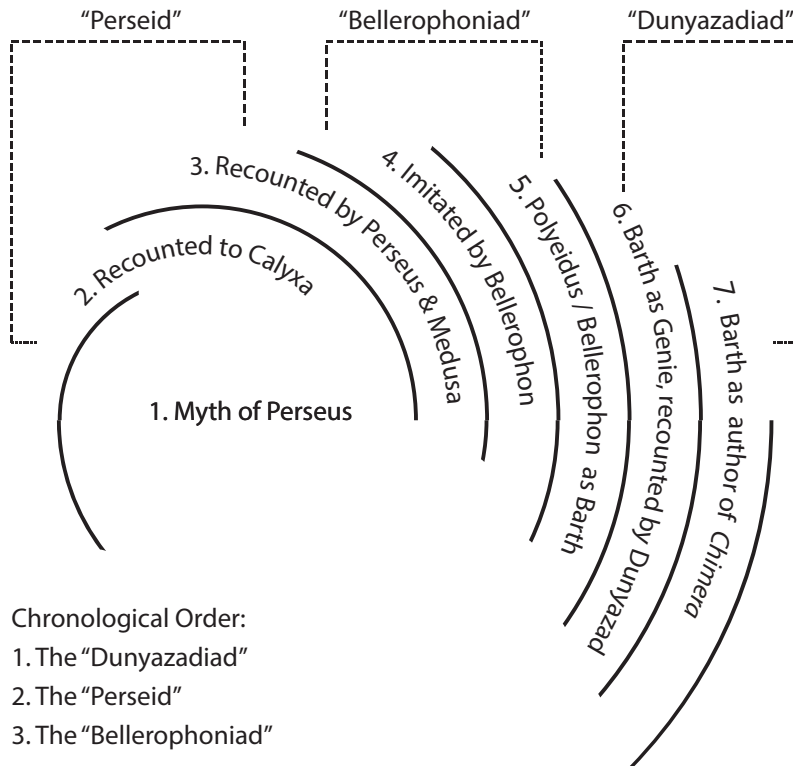 “Perseid”
“Bellerophoniad”
“Dunyazadiad”
1. Myth of Perseus
2. Recounted to Calyxa
3. Recounted by Perseus & Medusa
4. Imitated by Bellerophon
5. Polyeidus / Bellerophon as Barth
6. Barth as Genie, recounted by Dunyazad
7. Barth as author of Chimera
Chronological Order:
1. The “Dunyazadiad”
2. The “Perseid”
3. The “Bellerophoniad”